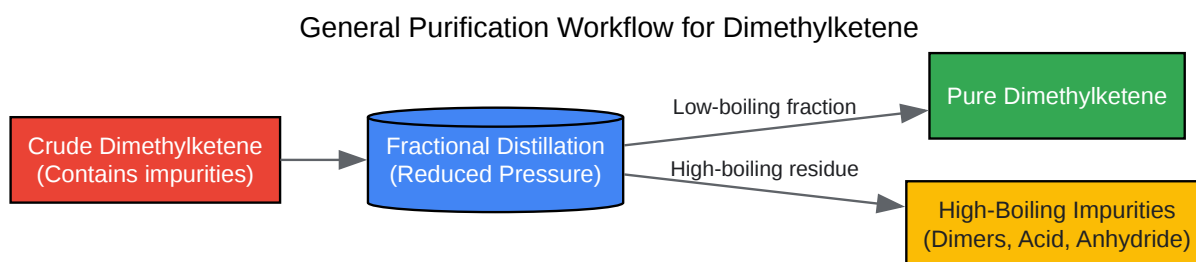 General Purification Workflow for Dimethylketene
Crude Dimethylketene
(Contains impurities)
Fractional Distillation
(Reduced Pressure)
Low-boiling fraction
High-boiling residue
Pure Dimethylketene
High-Boiling Impurities
(Dimers, Acid, Anhydride)